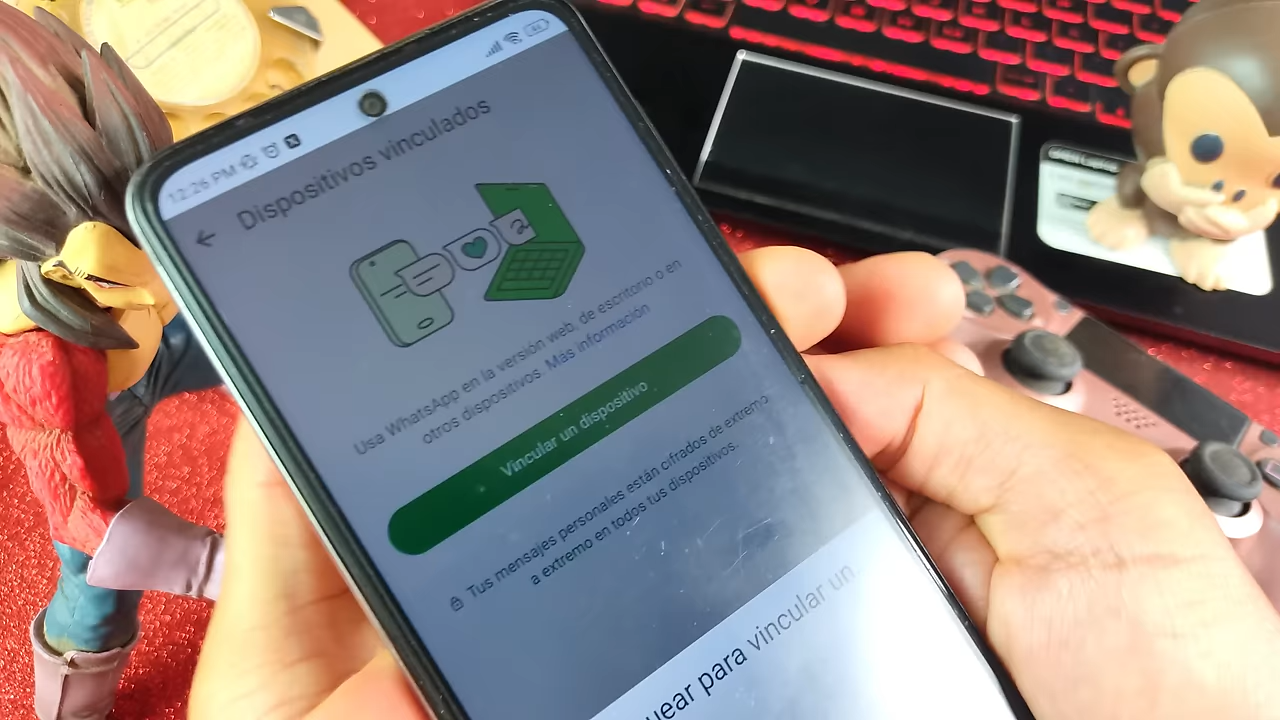 12:26 PM
Dispositivos vinculados
Usa WhatsApp en la versión web, de escritorio o en
otros dispositivos. Más información
Vincular un dispositivo
Tus mensajes personales están cifrados de extremo
a extremo en todos tus dispositivos.
uear para vincular un